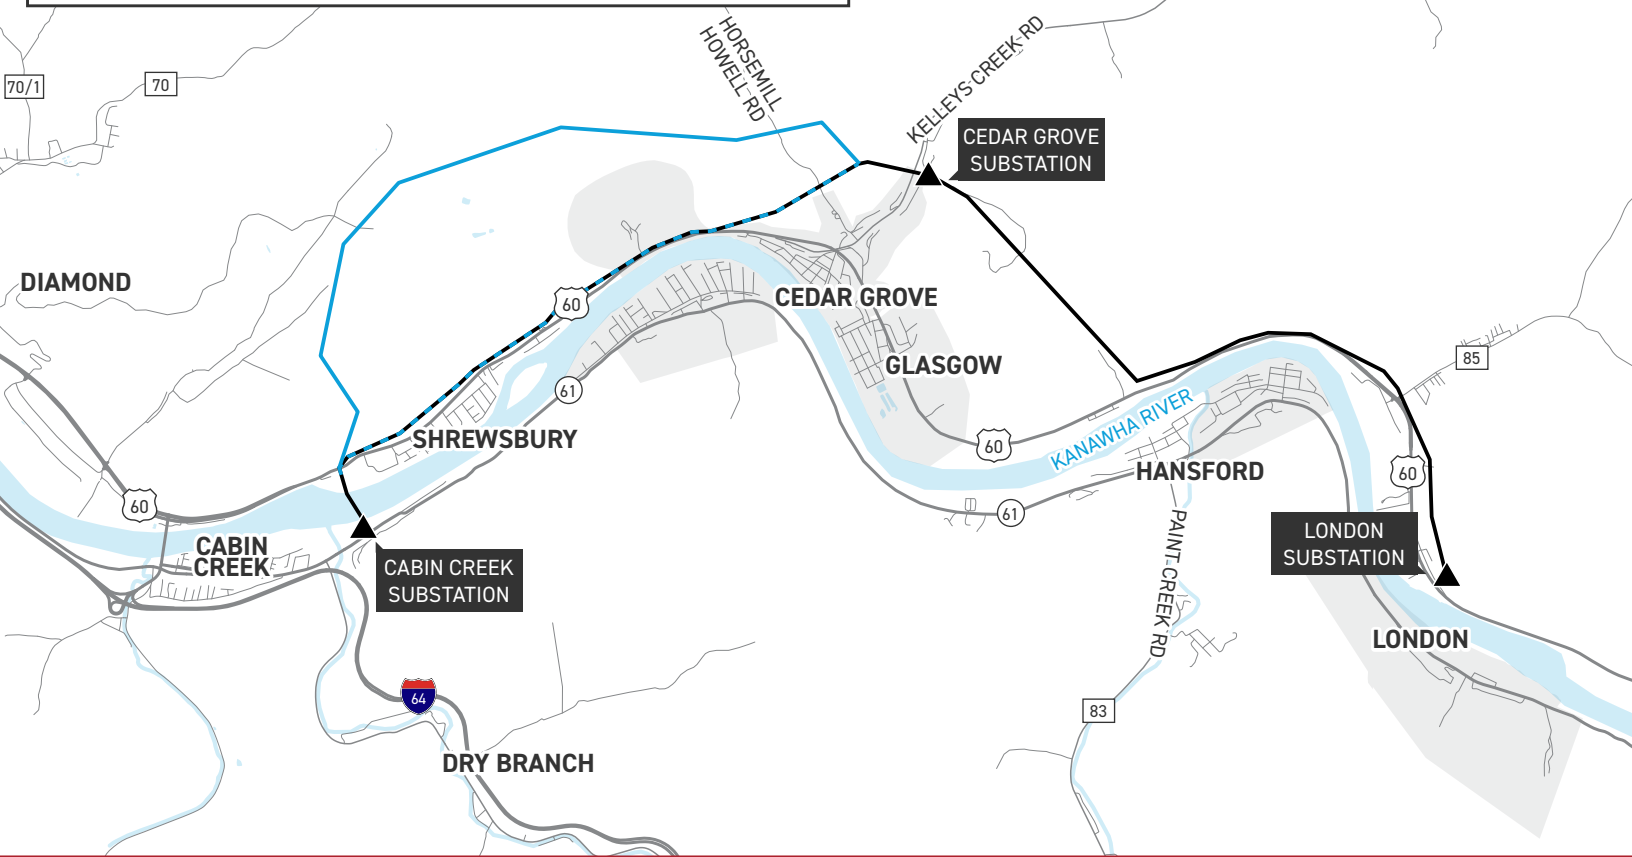 HORSEMILL
HOWELL RD
KELLEYS CREEK RD
70/1
70
CEDAR GROVE
SUBSTATION
DIAMOND
60
CEDAR GROVE
GLASGOW
85
61
SHREWSBURY
KANAWHA RIVER
60
HANSFORD
60
60
61
PAINT CREEK RD
LONDON
SUBSTATION
CABIN
CREEK
CABIN CREEK
SUBSTATION
LONDON
64
83
DRY BRANCH